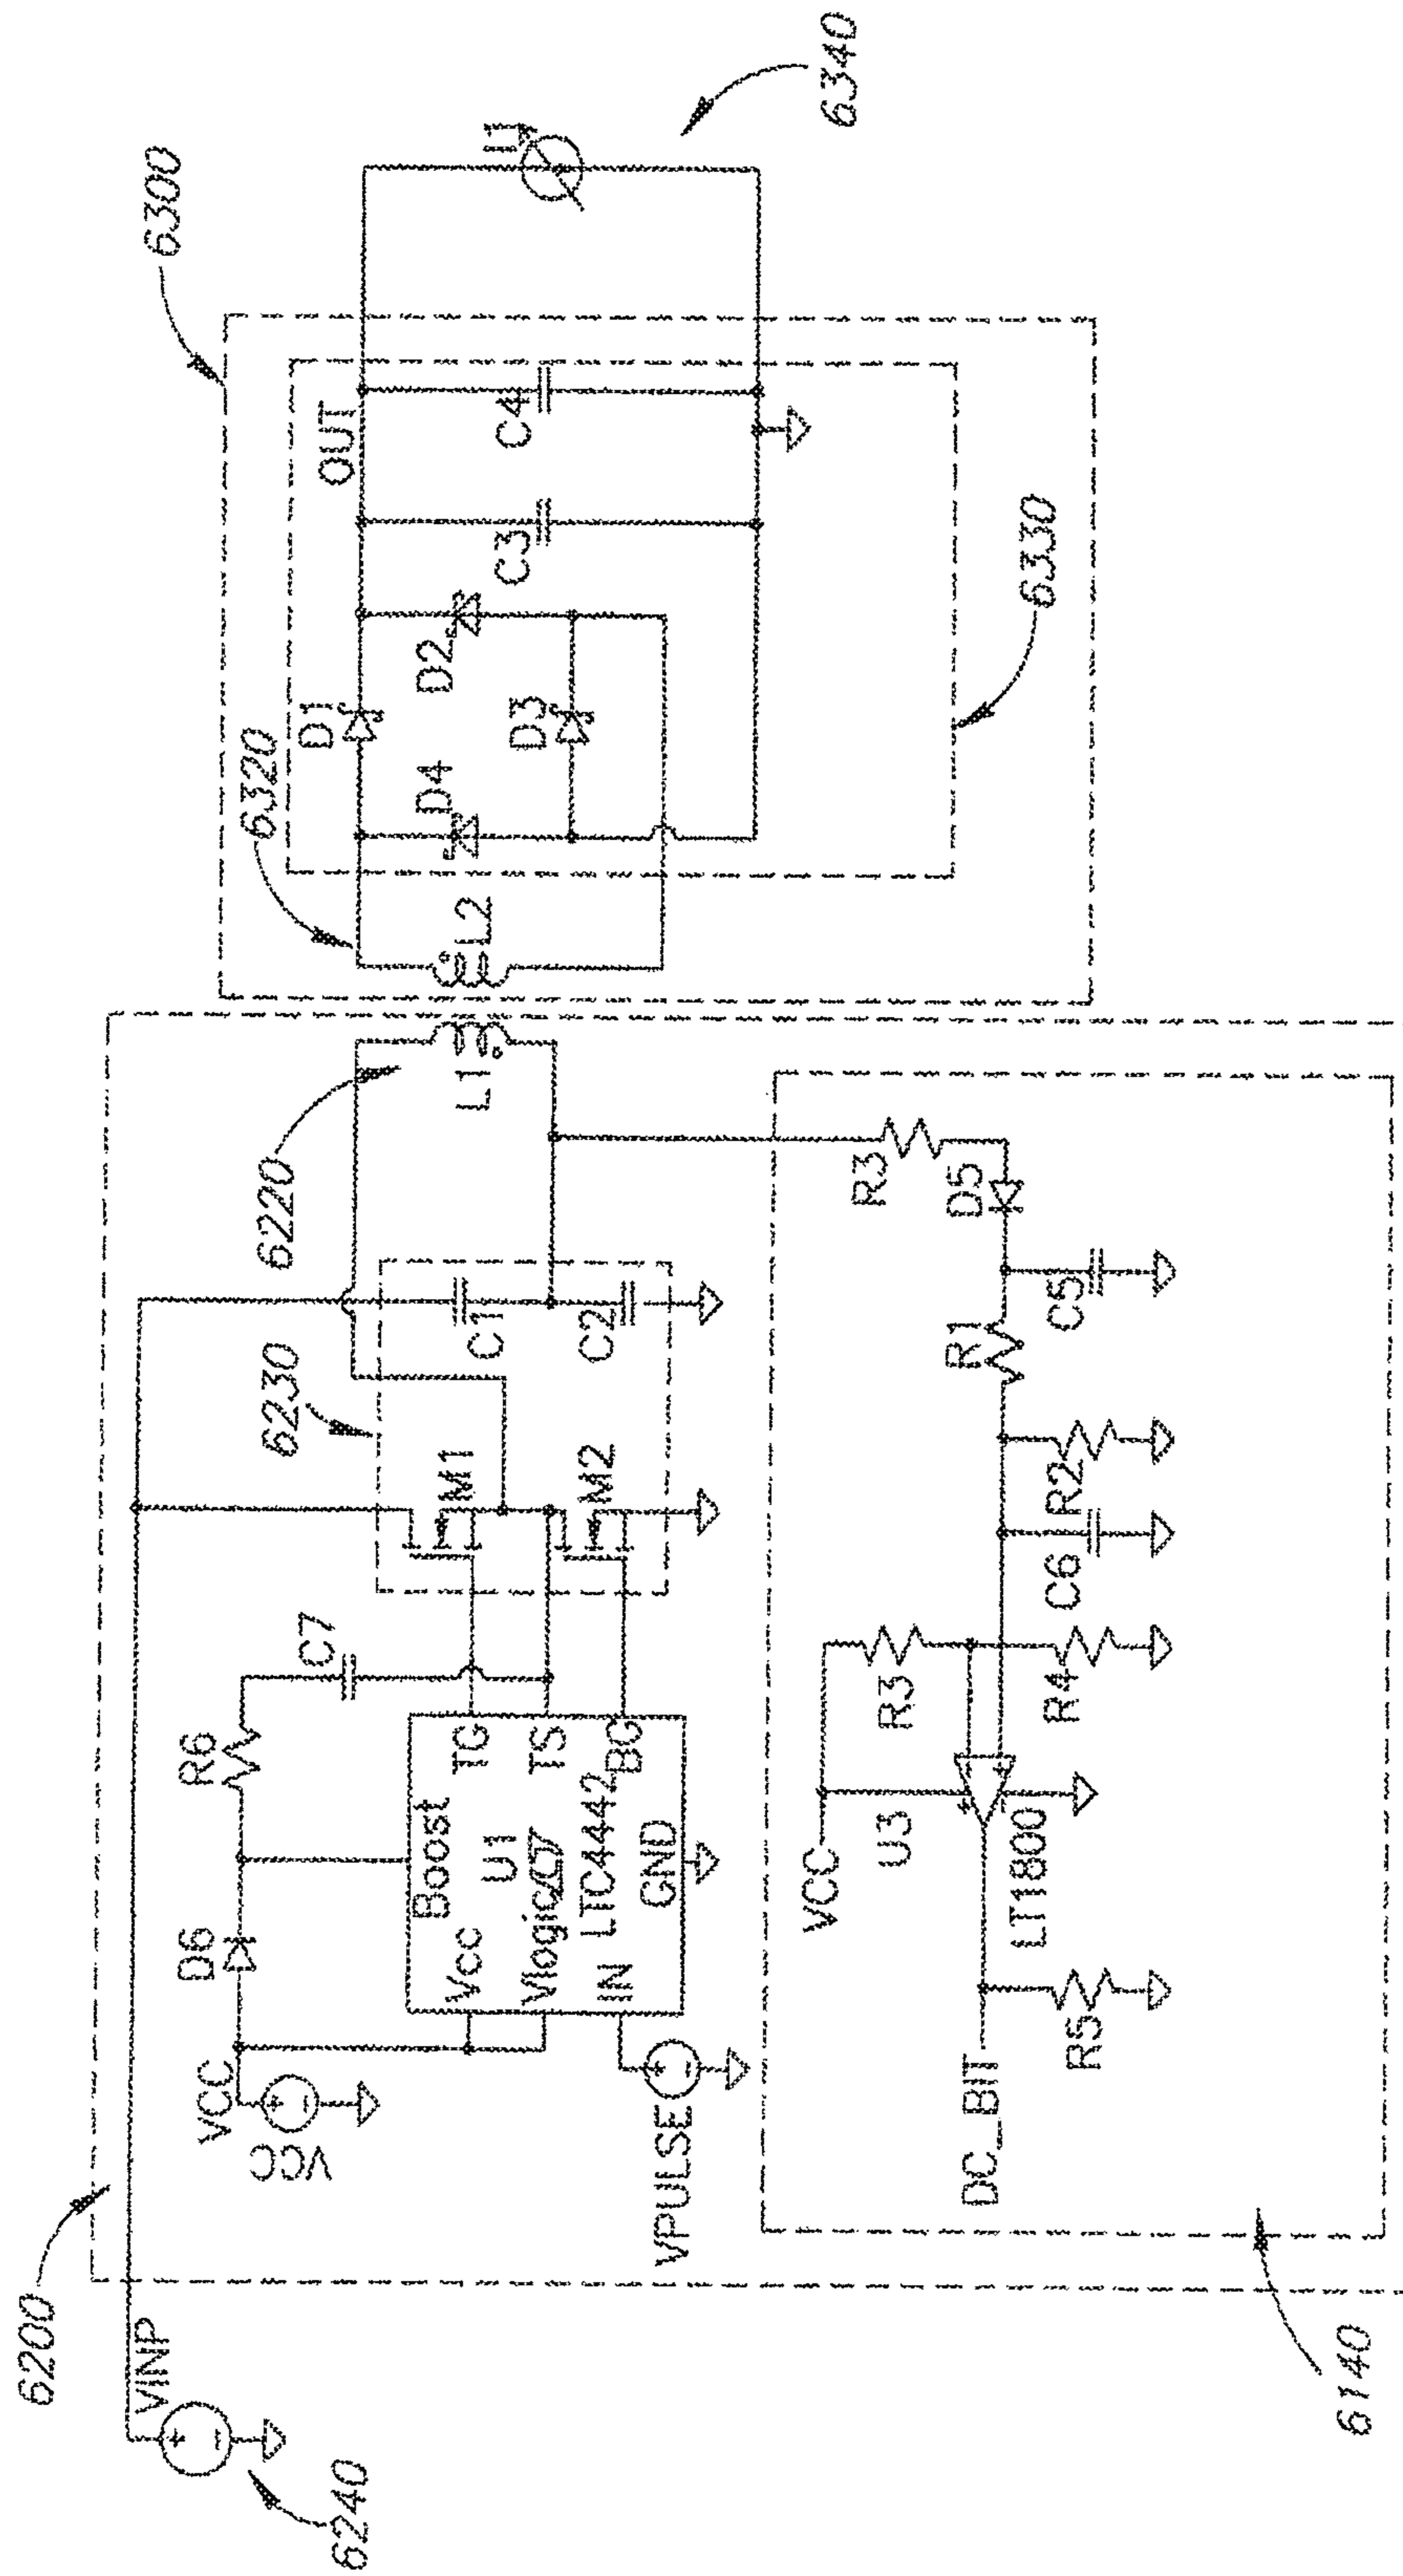 6200
6240
VINP
VCC
VCC
D6
R6
C7
Boost
Vcc
U1
TG
TS
LTC4442
IN
BG
GND
VPULSE
6230
M1
M2
C1
C2
6220
L1
L2
6320
6300
D1
D4
D2
D3
C3
C4
OUT
I1
6340
6330
R3
D5
C5
R1
R2
C6
R3
R4
VCC
U3
LT1800
DC_BIT
R5
6140